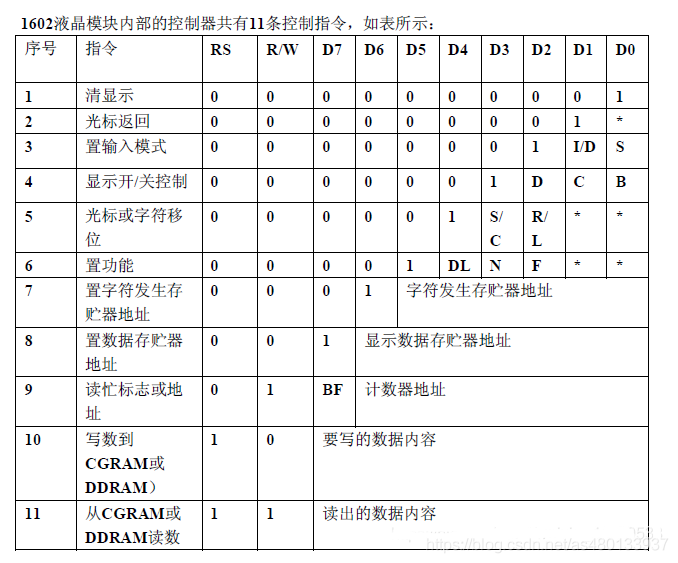 1602液晶模块内部的控制器共有11条控制指令，如表所示：
序号 指令 RS R/W D7 D6 D5 D4 D3 D2 D1 D0
1 清显示 0 0 0 0 0 0 0 0 0 1
2 光标返回 0 0 0 0 0 0 0 0 1 *
3 置输入模式 0 0 0 0 0 0 0 1 I/D S
4 显示开/关控制 0 0 0 0 0 0 1 D C B
5 光标或字符移 0 0 0 0 0 1 S/ R/ * *
位 C L
6 置功能 0 0 0 0 1 DL N F * *
7 置字符发生存 0 0 0 1 字符发生存贮器地址
贮器地址
8 置数据存贮器 0 0 1 显示数据存贮器地址
地址
9 读忙标志或地 0 1 BF 计数器地址
址
10 写数到 1 0 要写的数据内容
CGRAM或
DDRAM）
11 从CGRAM或 1 1 读出的数据内容
DDRAM读数
https://blog.csdn.net/as480133937